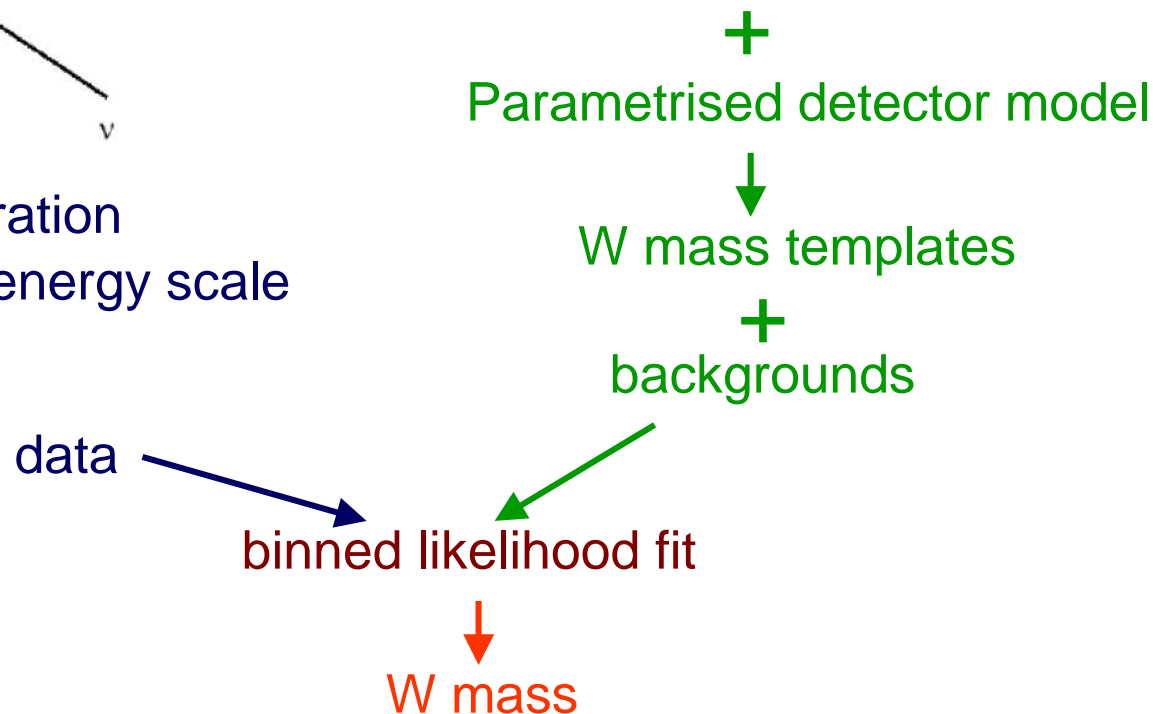 +
Parametrised detector model
ν
ration
W mass templates
energy scale
+
backgrounds
data
binned likelihood fit
W mass